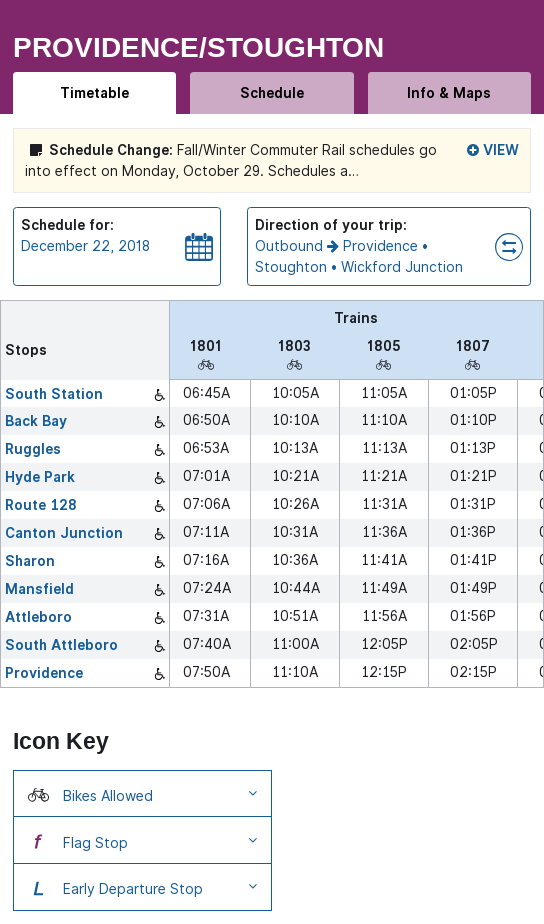 PROVIDENCE/STOUGHTON
Timetable Schedule Info & Maps
Schedule Change: Fall/Winter Commuter Rail schedules go VIEW
into effect on Monday, October 29. Schedules a...
Schedule for:
December 22, 2018
Direction of your trip:
Outbound → Providence •
Stoughton • Wickford Junction
Trains
Stops 1801 1803 1805 1807
South Station 06:45A 10:05A 11:05A 01:05P
Back Bay 06:50A 10:10A 11:10A 01:10P
Ruggles 06:53A 10:13A 11:13A 01:13P
Hyde Park 07:01A 10:21A 11:21A 01:21P
Route 128 07:06A 10:26A 11:31A 01:31P
Canton Junction 07:11A 10:31A 11:36A 01:36P
Sharon 07:16A 10:36A 11:41A 01:41P
Mansfield 07:24A 10:44A 11:49A 01:49P
Attleboro 07:31A 10:51A 11:56A 01:56P
South Attleboro 07:40A 11:00A 12:05P 02:05P
Providence 07:50A 11:10A 12:15P 02:15P
Icon Key
Bikes Allowed
f Flag Stop
L Early Departure Stop